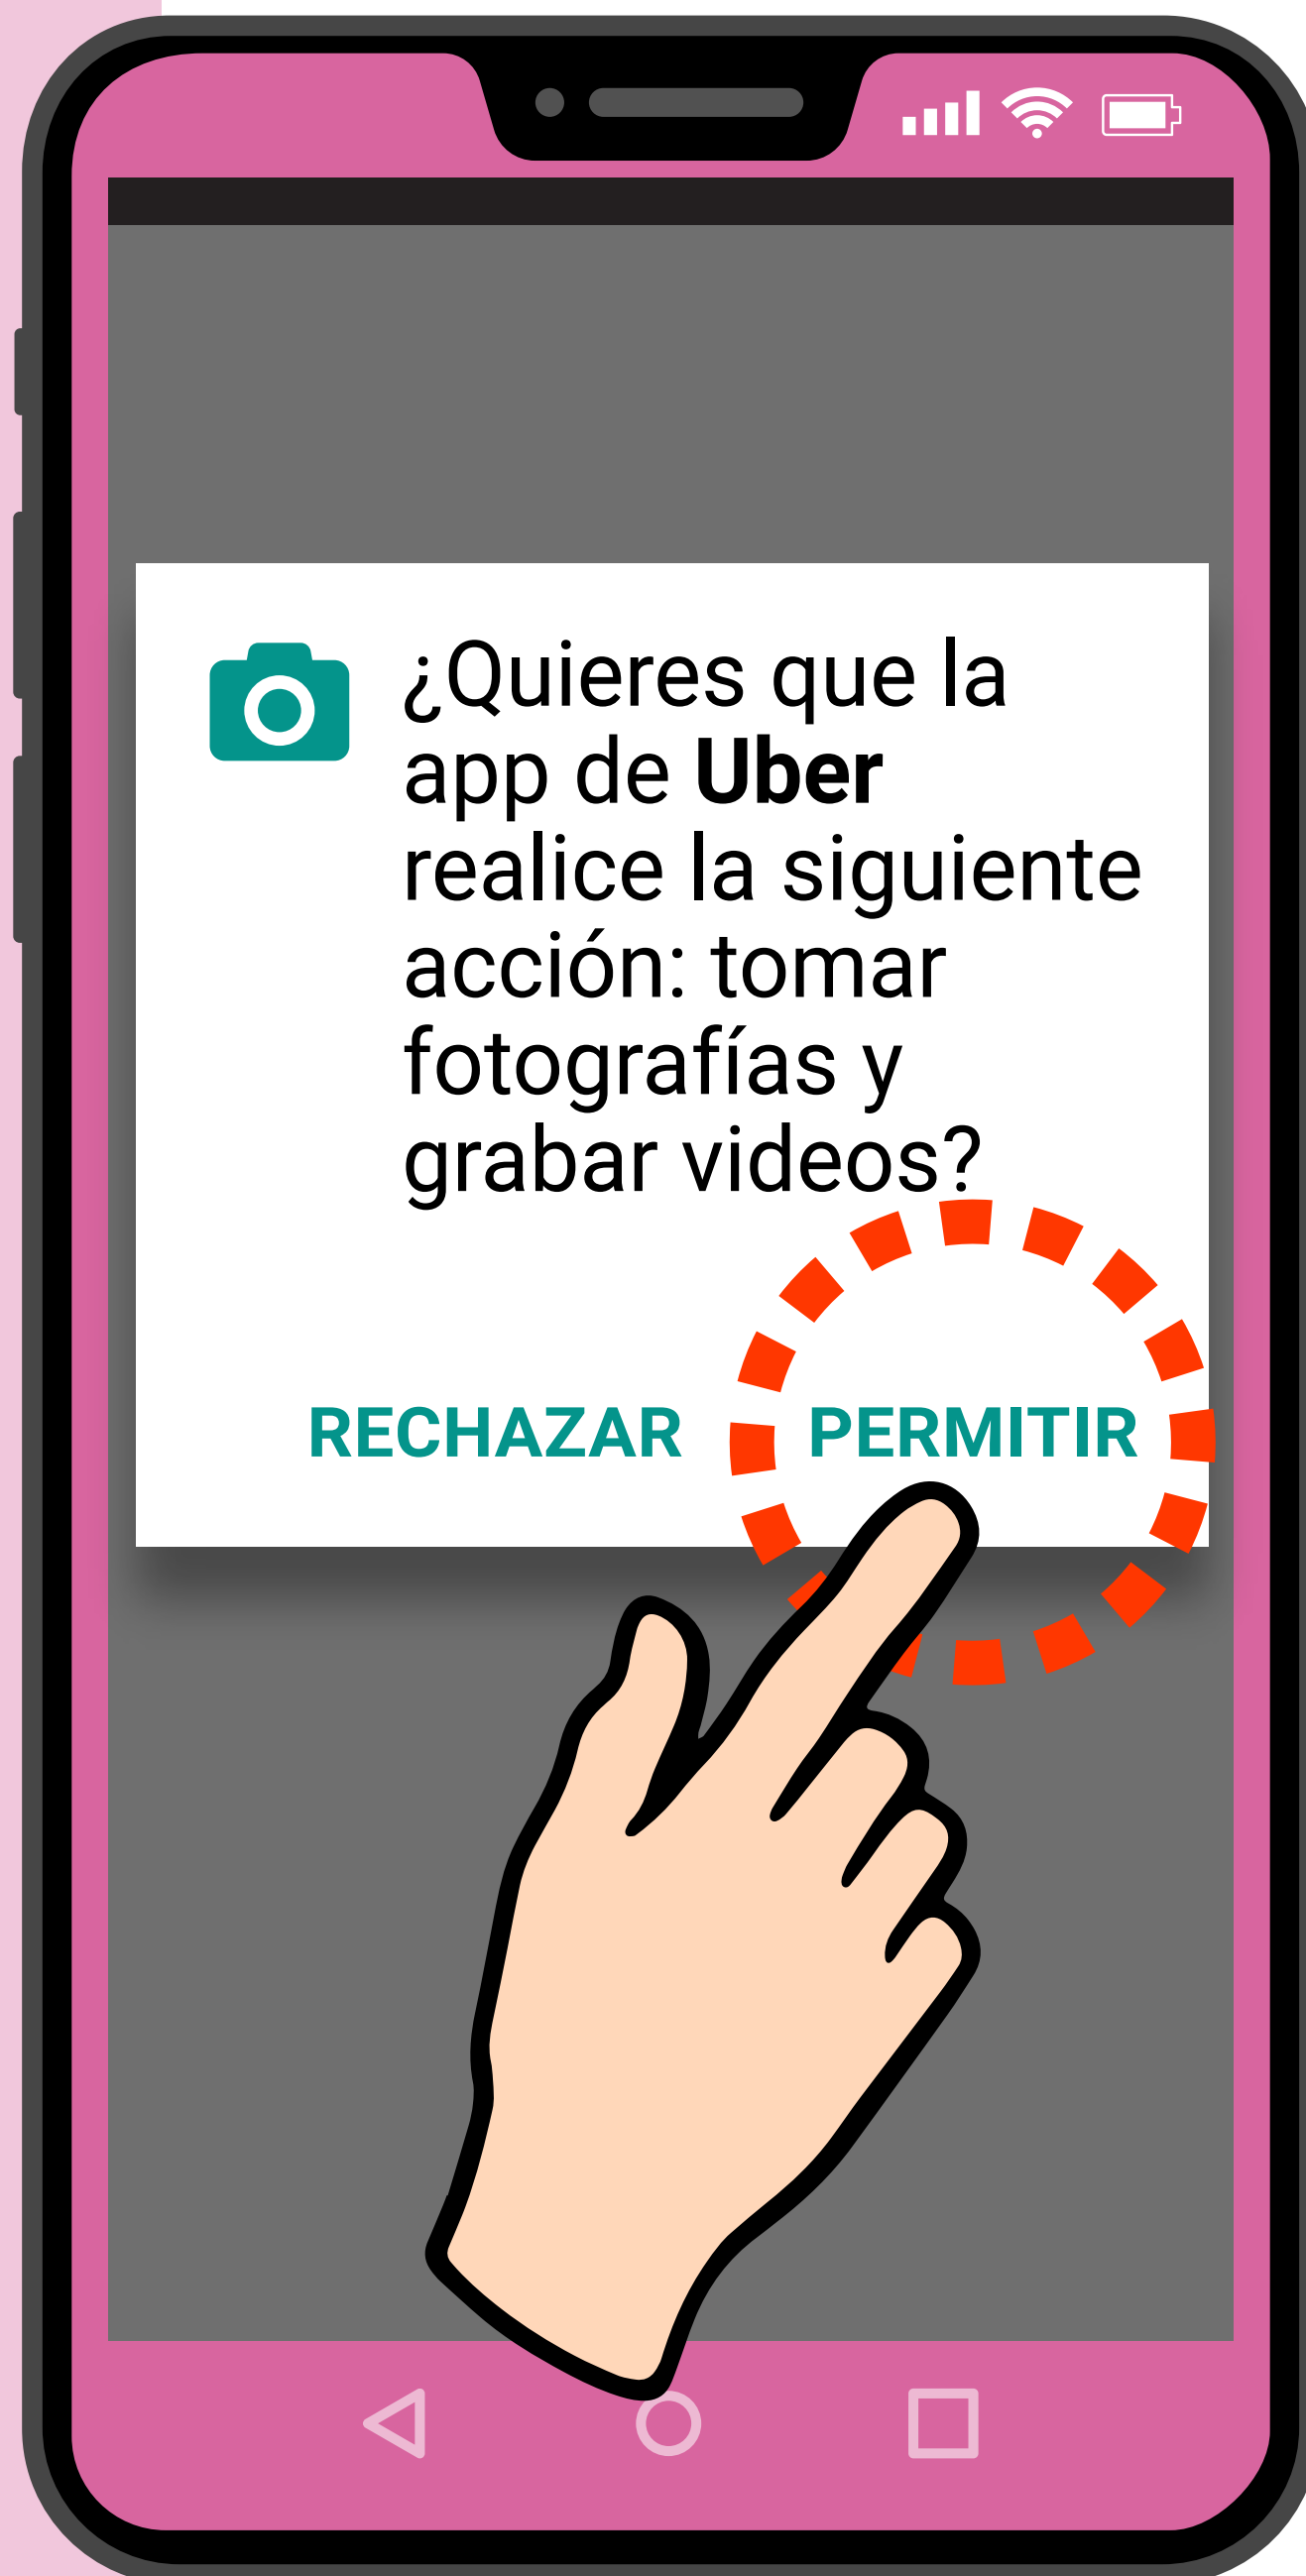 ¿Quieres que la
app de Uber
realice la siguiente
acción: tomar
fotografías y
grabar videos?
RECHAZAR PERMITIR